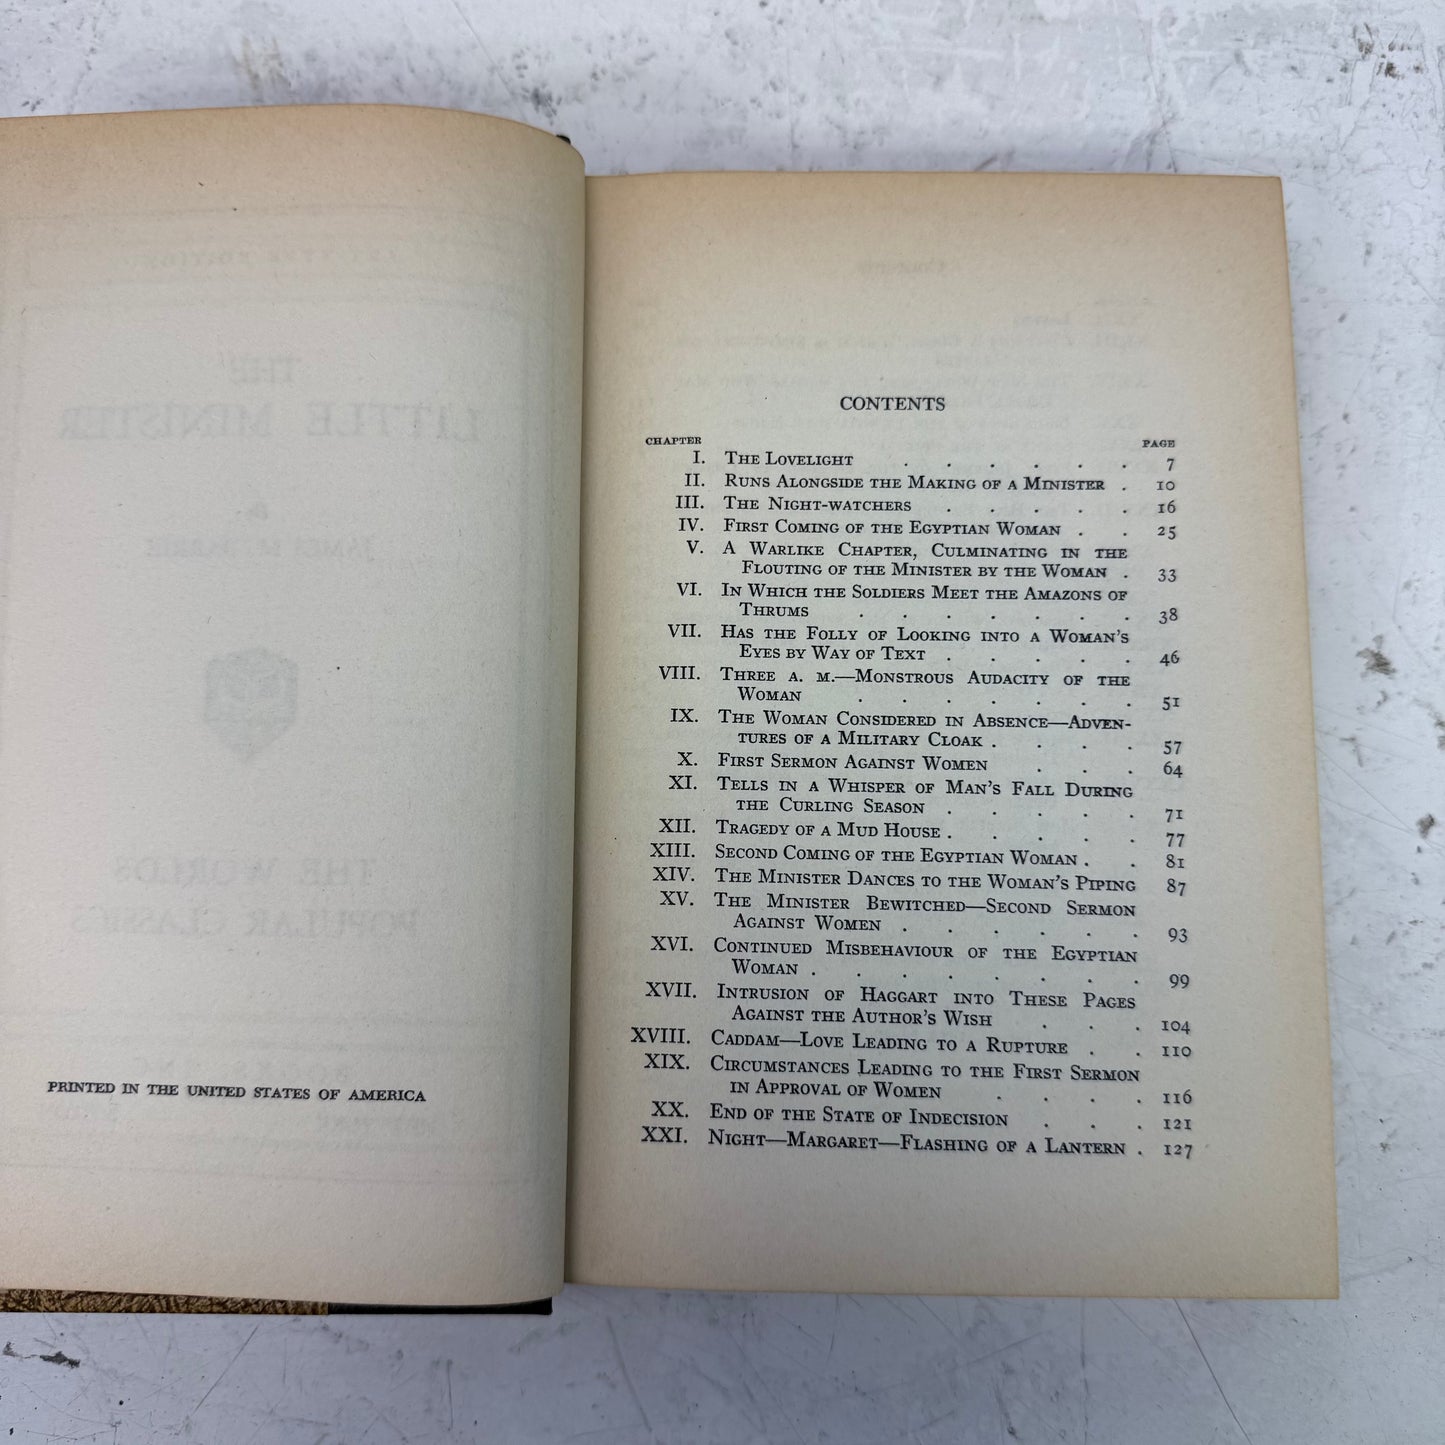 PRINTED IN THE UNITED STATES OF AMERICA
CONTENTS
CHAPTER PAGE
I. THE LOVELIGHT . . . . . . 7
II. RUNS ALONGSIDE THE MAKING OF A MINISTER . 10
III. THE NIGHT-WATCHERS . . . . . 16
IV. FIRST COMING OF THE EGYPTIAN WOMAN . . 25
V. A WARLIKE CHAPTER, CULMINATING IN THE
FLOUTING OF THE MINISTER BY THE WOMAN . 33
VI. IN WHICH THE SOLDIERS MEET THE AMAZONS OF
THRUMS . . . . . . . 38
VII. HAS THE FOLLY OF LOOKING INTO A WOMAN'S
EYES BY WAY OF TEXT . . . . . 46
VIII. THREE A. M.—MONSTROUS AUDACITY OF THE
WOMAN . . . . . . . 51
IX. THE WOMAN CONSIDERED IN ABSENCE—ADVEN-
TURES OF A MILITARY CLOAK . . . . 57
X. FIRST SERMON AGAINST WOMEN . . . 64
XI. TELLS IN A WHISPER OF MAN'S FALL DURING
THE CURLING SEASON . . . . . 71
XII. TRAGEDY OF A MUD HOUSE . . . . . 77
XIII. SECOND COMING OF THE EGYPTIAN WOMAN . . 81
XIV. THE MINISTER DANCES TO THE WOMAN'S PIPING 87
XV. THE MINISTER BEWITCHED—SECOND SERMON
AGAINST WOMEN . . . . . . 93
XVI. CONTINUED MISBEHAVIOUR OF THE EGYPTIAN
WOMAN . . . . . . . . 99
XVII. INTRUSION OF HAGGART INTO THESE PAGES
AGAINST THE AUTHOR'S WISH . . . 104
XVIII. CADDAM—LOVE LEADING TO A RUPTURE . . 110
XIX. CIRCUMSTANCES LEADING TO THE FIRST SERMON
IN APPROVAL OF WOMEN . . . . 116
XX. END OF THE STATE OF INDECISION . . . 121
XXI. NIGHT—MARGARET—FLASHING OF A LANTERN . 127